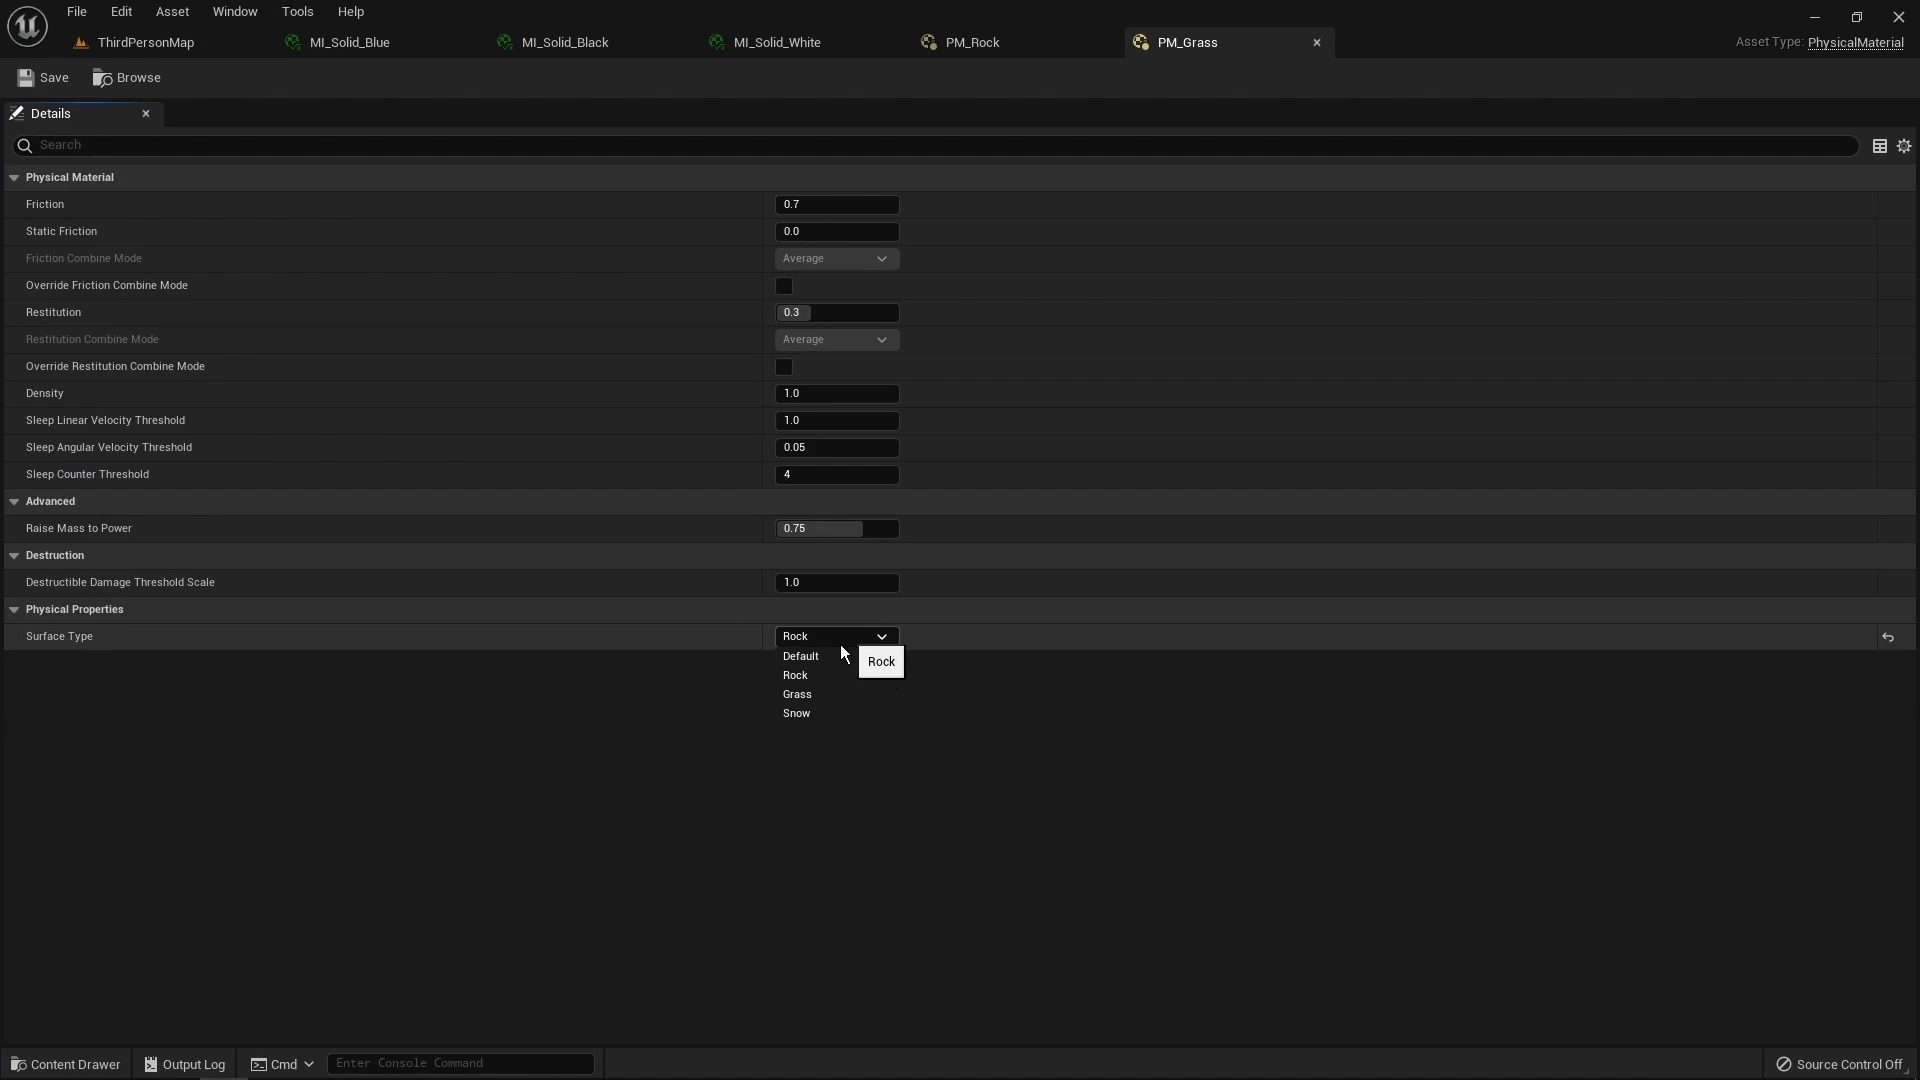 File Edit Asset Window Tools Help
ThirdPersonMap MI_Solid_Blue MI_Solid_Black MI_Solid_White PM_Rock PM_Grass Asset Type: PhysicalMaterial
Save Browse
Details
Search
Physical Material
Friction 0.7
Static Friction 0.0
Friction Combine Mode Average
Override Friction Combine Mode
Restitution 0.3
Restitution Combine Mode Average
Override Restitution Combine Mode
Density 1.0
Sleep Linear Velocity Threshold 1.0
Sleep Angular Velocity Threshold 0.05
Sleep Counter Threshold 4
Advanced
Raise Mass to Power 0.75
Destruction
Destructible Damage Threshold Scale 1.0
Physical Properties
Surface Type Rock
Default Rock
Rock
Grass
Snow
Content Drawer Output Log Cmd Enter Console Command Source Control Off